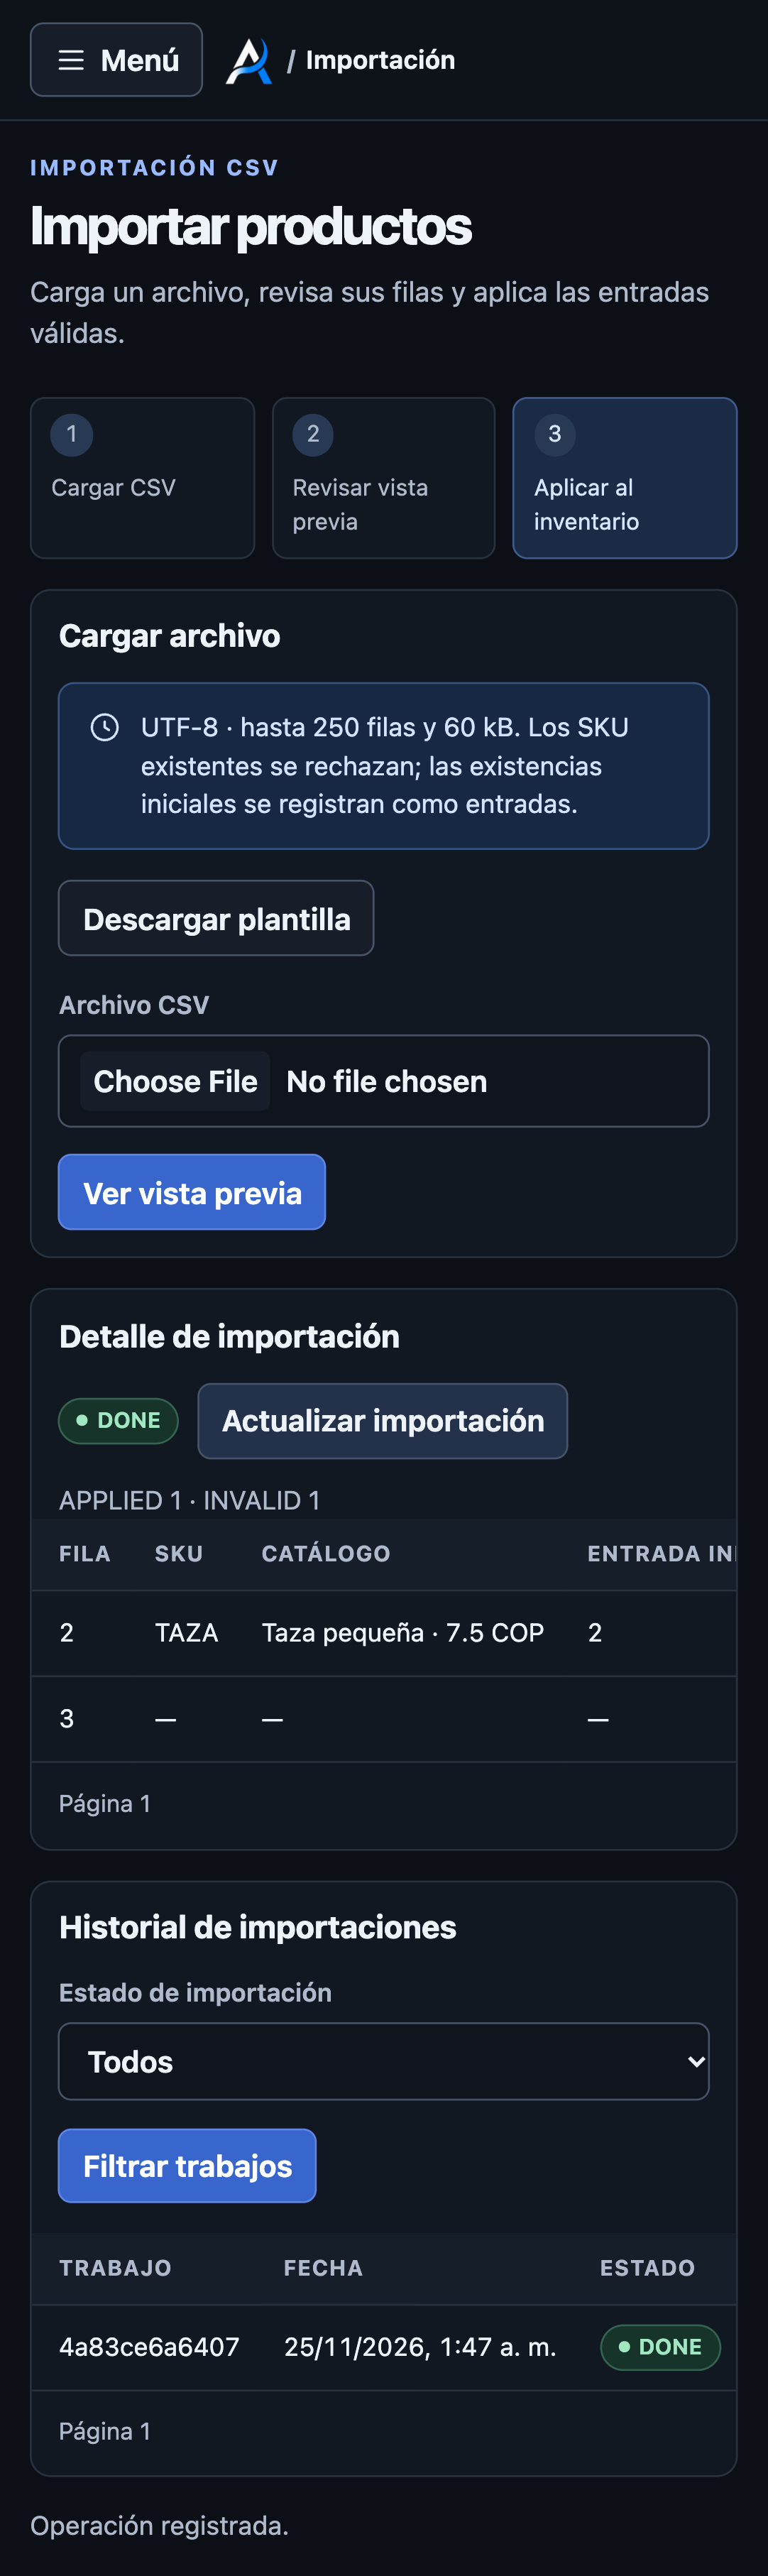 Menú / Importación
IMPORTACIÓN CSV
Importar productos
Carga un archivo, revisa sus filas y aplica las entradas
válidas.
1
Cargar CSV
2
Revisar vista
previa
3
Aplicar al
inventario
Cargar archivo
UTF-8 · hasta 250 filas y 60 kB. Los SKU
existentes se rechazan; las existencias
iniciales se registran como entradas.
Descargar plantilla
Archivo CSV
Choose File No file chosen
Ver vista previa
Detalle de importación
DONE Actualizar importación
APPLIED 1 · INVALID 1
FILA SKU CATÁLOGO ENTRADA
2 TAZA Taza pequeña · 7.5 COP 2
3 — — —
Página 1
Historial de importaciones
Estado de importación
Todos
Filtrar trabajos
TRABAJO FECHA ESTADO
4a83ce6a6407 25/11/2026, 1:47 a. m. DONE
Página 1
Operación registrada.